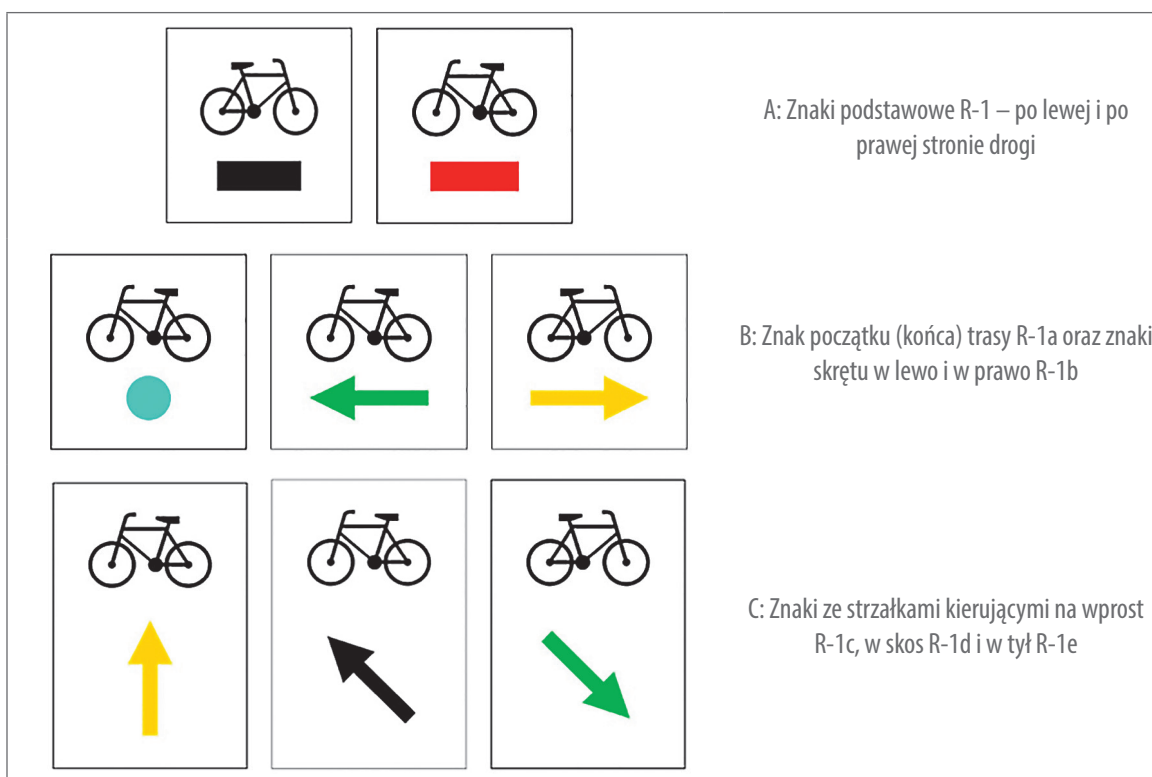 A: Znaki podstawowe R-1 – po lewej i po
prawej stronie drogi
B: Znak początku (końca) trasy R-1a oraz znaki
skrętu w lewo i w prawo R-1b
C: Znaki ze strzałkami kierującymi na wprost
R-1c, w skos R-1d i w tył R-1e